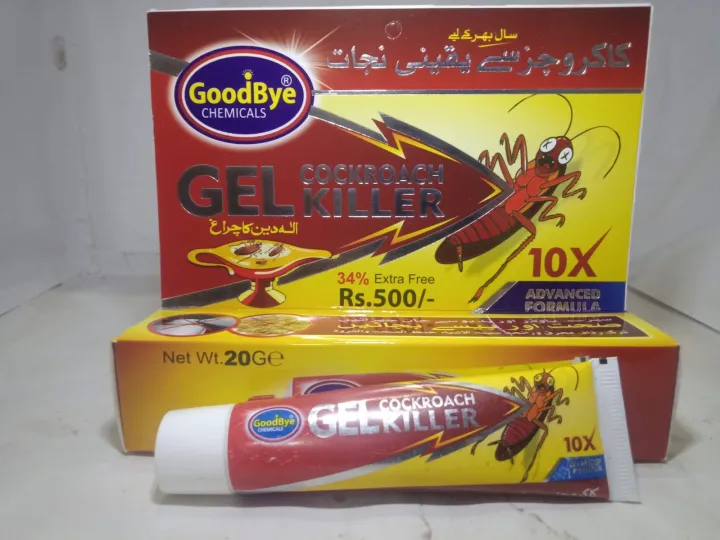 سال بھر کے لیے
کاکروچز سے یقینی نجات
GoodBye ®
CHEMICALS
GEL COCKROACH KILLER
الہ دین کا چراغ
10X
34% Extra Free
Rs.500/-
ADVANCED
FORMULA
Net Wt.20G℮
GoodBye
CHEMICALS
GEL COCKROACH KILLER
10X